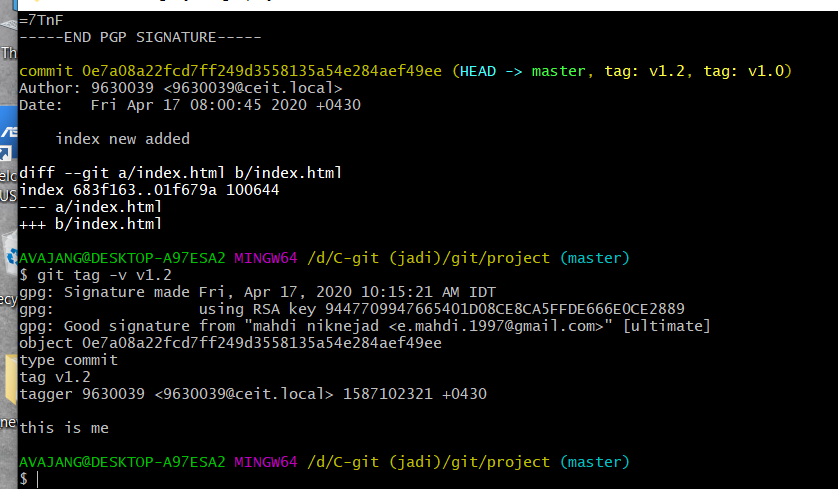 =7TnF
-----END PGP SIGNATURE-----
commit 0e7a08a22fcd7ff249d3558135a54e284aef49ee (HEAD -> master, tag: v1.2, tag: v1.0)
Author: 9630039 <9630039@ceit.local>
Date:   Fri Apr 17 08:00:45 2020 +0430
    index new added
diff --git a/index.html b/index.html
index 683f163..01f679a 100644
--- a/index.html
+++ b/index.html
AVAJANG@DESKTOP-A97ESA2 MINGW64 /d/C-git (jadi)/git/project (master)
$ git tag -v v1.2
gpg: Signature made Fri, Apr 17, 2020 10:15:21 AM IDT
gpg:                using RSA key 9447709947665401D08CE8CA5FFDE666E0CE2889
gpg: Good signature from "mahdi niknejad <e.mahdi.1997@gmail.com>" [ultimate]
object 0e7a08a22fcd7ff249d3558135a54e284aef49ee
type commit
tag v1.2
tagger 9630039 <9630039@ceit.local> 1587102321 +0430
this is me
AVAJANG@DESKTOP-A97ESA2 MINGW64 /d/C-git (jadi)/git/project (master)
$